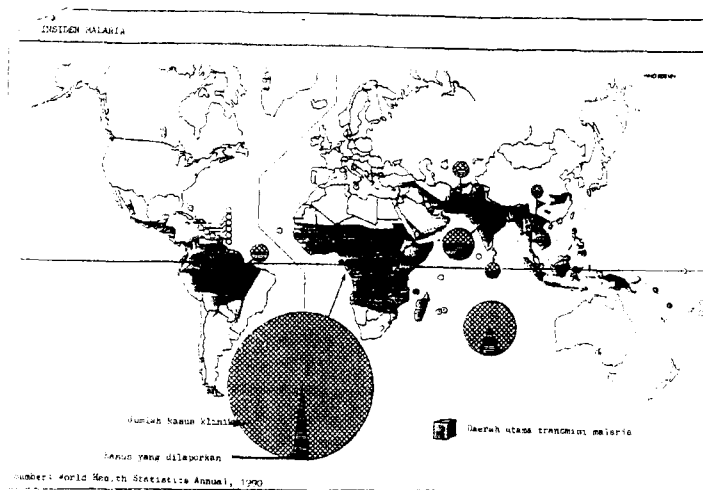 INSIDEN MALARIA
Jumlah kasus klinik
Kasus yang dilaporkan
Daerah utama transmisi malaria
Sumber: World Health Statistics Annual, 1990